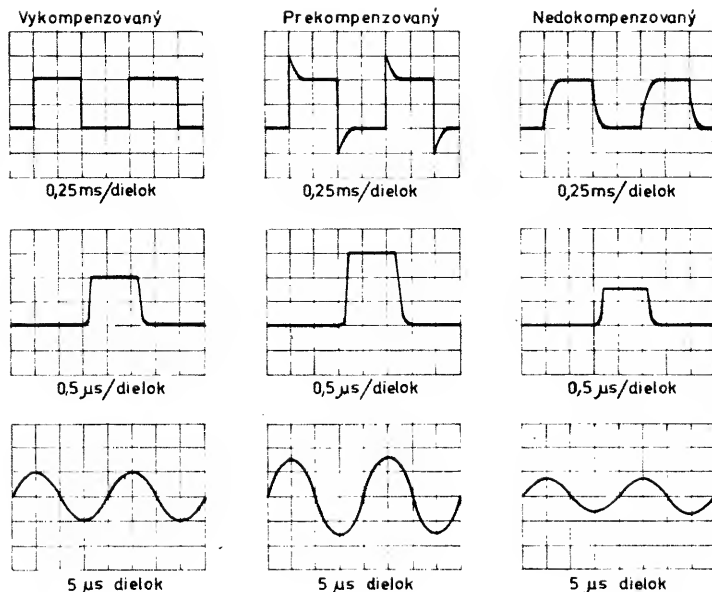 Vykompenzovaný Prekompenzovaný Nedokompenzovaný
0,25ms/dielok 0,25ms/dielok 0,25ms/dielok
0,5 µs/dielok 0,5 µs/dielok 0,5 µs/dielok
5 µs dielok 5 µs dielok 5 µs dielok